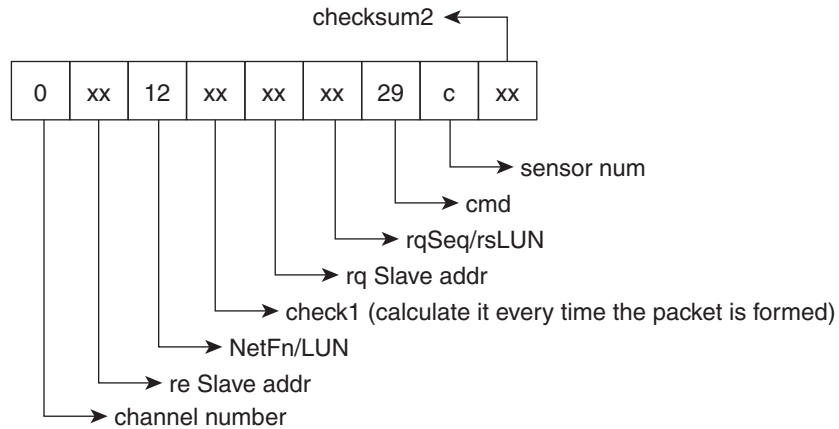 checksum2
0 xx 12 xx xx xx 29 c xx
sensor num
cmd
rqSeq/rsLUN
rq Slave addr
check1 (calculate it every time the packet is formed)
NetFn/LUN
re Slave addr
channel number